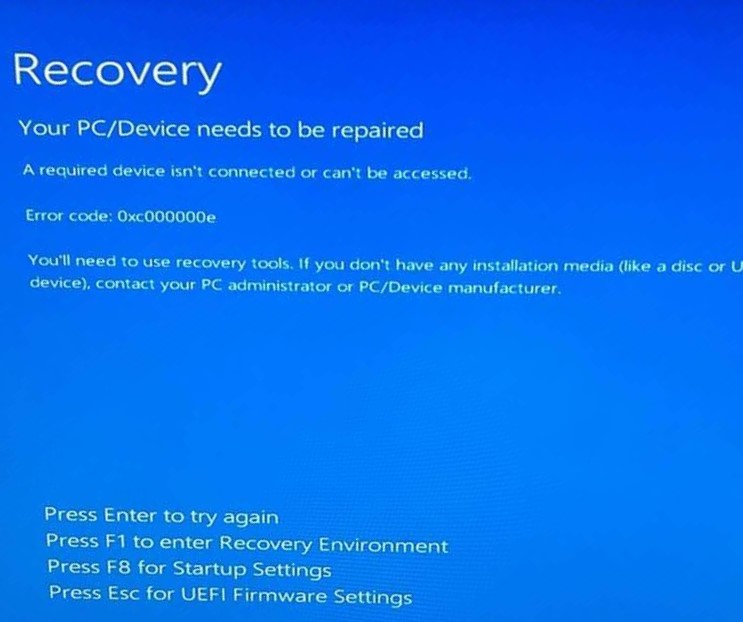 Recovery
Your PC/Device needs to be repaired
A required device isn't connected or can't be accessed.
Error code: 0xc000000e
You'll need to use recovery tools. If you don't have any installation media (like a disc or U
device), contact your PC administrator or PC/Device manufacturer.
Press Enter to try again
Press F1 to enter Recovery Environment
Press F8 for Startup Settings
Press Esc for UEFI Firmware Settings